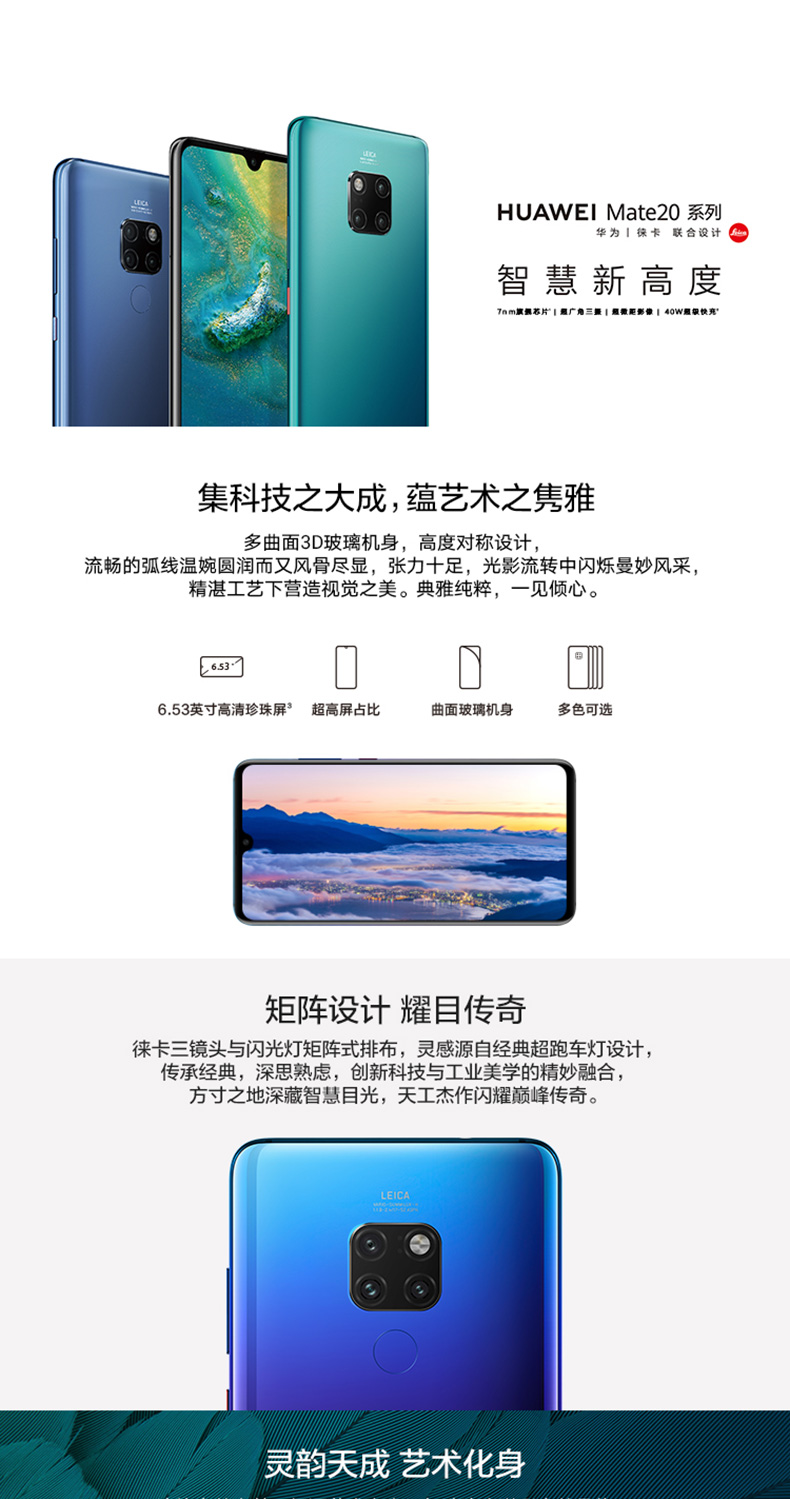 LEICA
LEICA
HUAWEI Mate20 系列
华为 | 徕卡 联合设计
Leica
智慧新高度
7nm旗舰芯片¹ | 超广角三摄 | 超微距影像 | 40W超级快充²
集科技之大成，蕴艺术之隽雅
多曲面3D玻璃机身，高度对称设计，
流畅的弧线温婉圆润而又风骨尽显，张力十足，光影流转中闪烁曼妙风采，
精湛工艺下营造视觉之美。典雅纯粹，一见倾心。
6.53"
6.53英寸高清珍珠屏³ 超高屏占比 曲面玻璃机身 多色可选
矩阵设计 耀目传奇
徕卡三镜头与闪光灯矩阵式排布，灵感源自经典超跑车灯设计，
传承经典，深思熟虑，创新科技与工业美学的精妙融合，
方寸之地深藏智慧目光，天工杰作闪耀巅峰传奇。
LEICA
灵韵天成 艺术化身